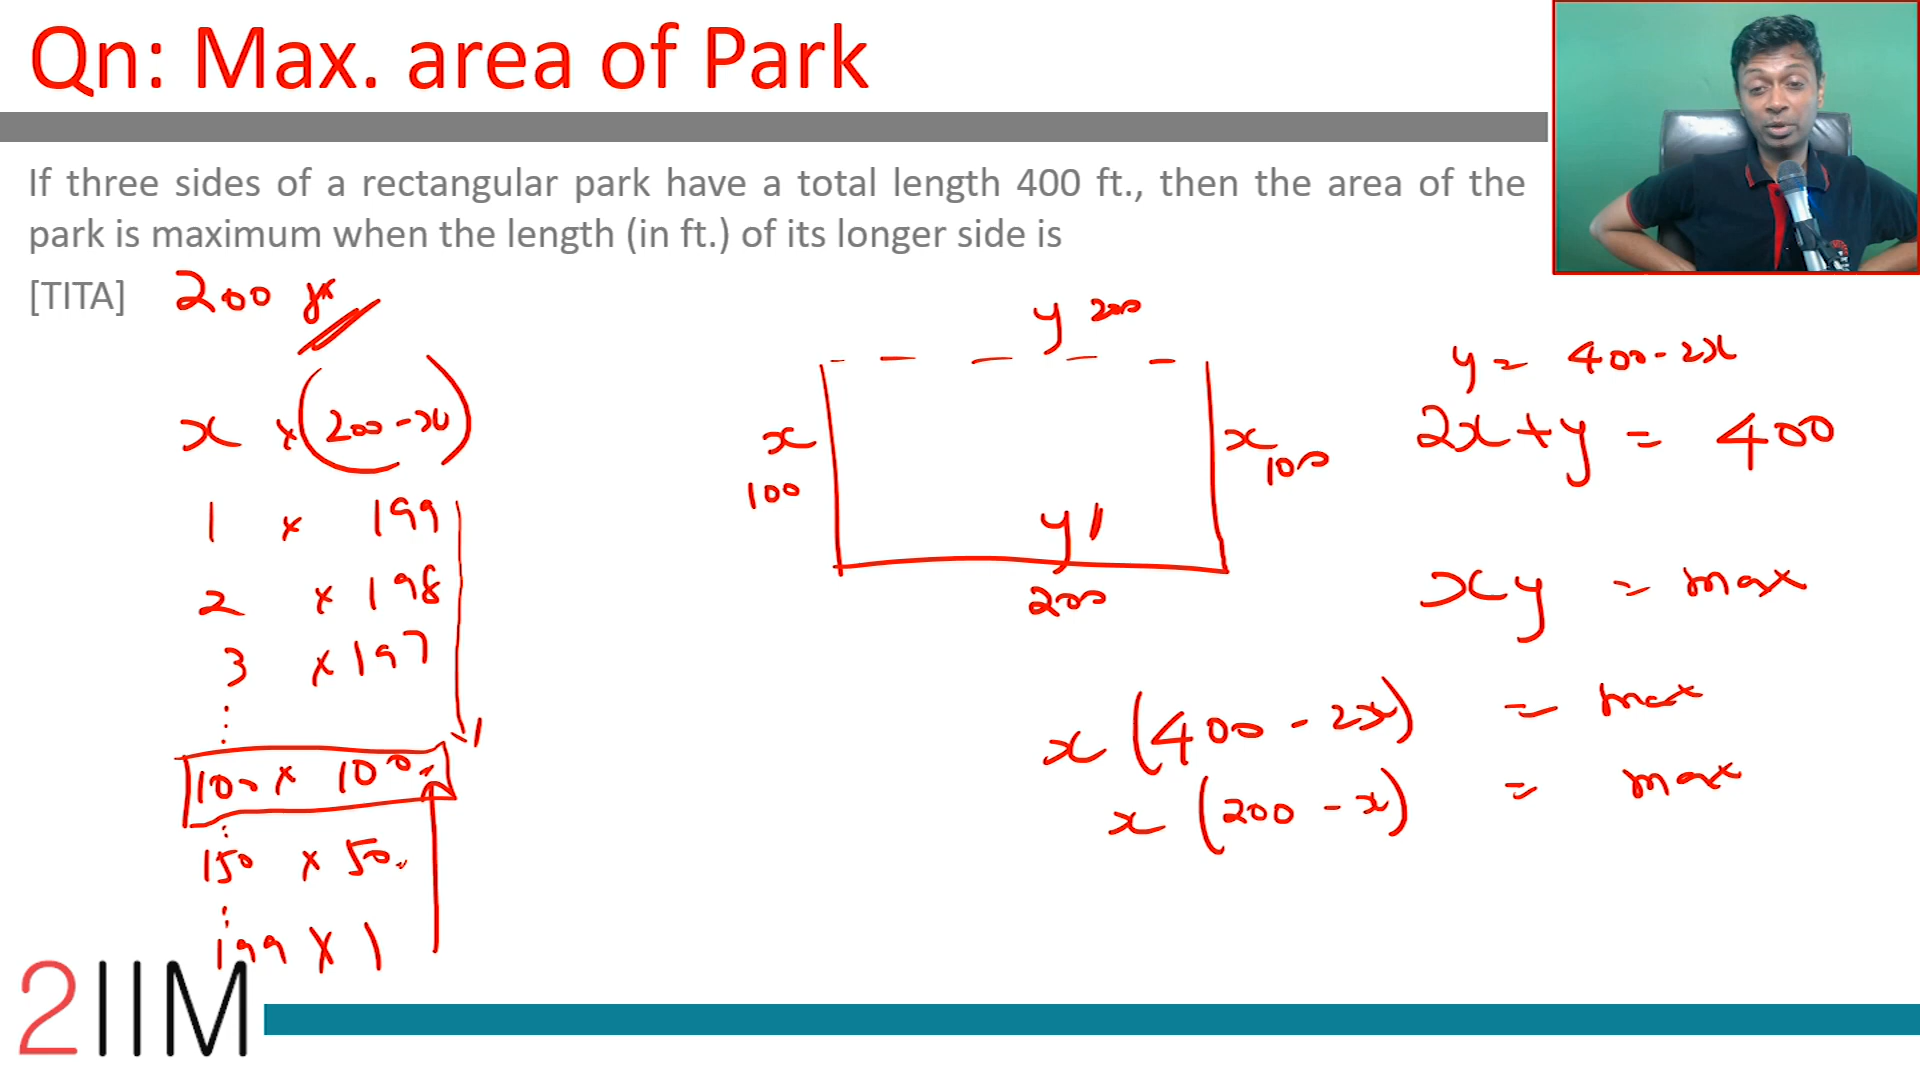 Qn: Max. area of Park
If three sides of a rectangular park have a total length 400 ft., then the area of the
park is maximum when the length (in ft.) of its longer side is
[TITA] 200
x × (200 - x)
1 × 199
2 × 198
3 × 197
⋮
100 × 100
⋮
150 × 50
⋮
199 × 1
y 200
x 100
x 100
y
200
y = 400 - 2x
2x + y = 400
xy = max
x (400 - 2x) = max
x (200 - x) = max
2IIM